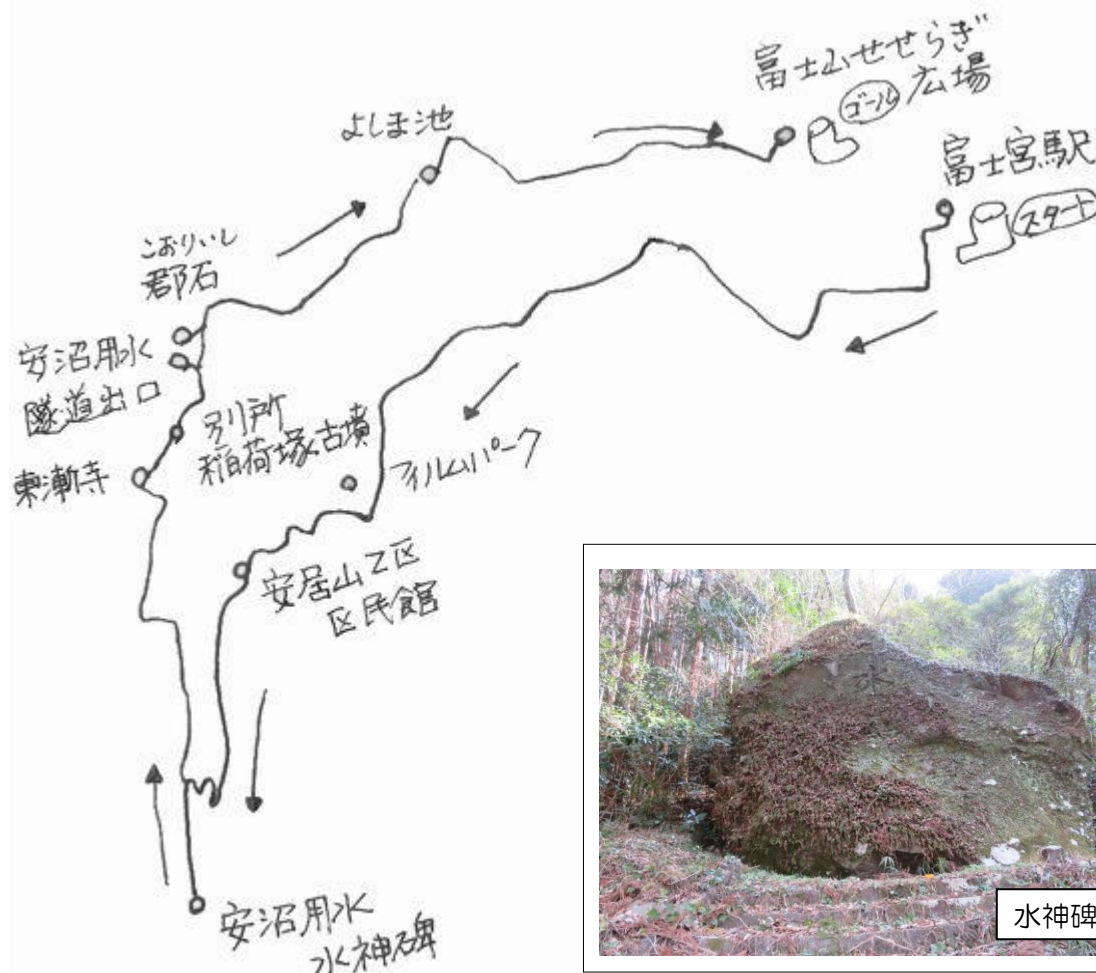 富士山せせらぎ
ゴール 広場
よしま池
富士宮駅
スタート
こおりいし
郡石
安沼用水
隧道出口
別所
稲荷塚古墳
東漸寺
フィルムパーク
安居山2区
区民館
安沼用水
水神碑
水
水神碑